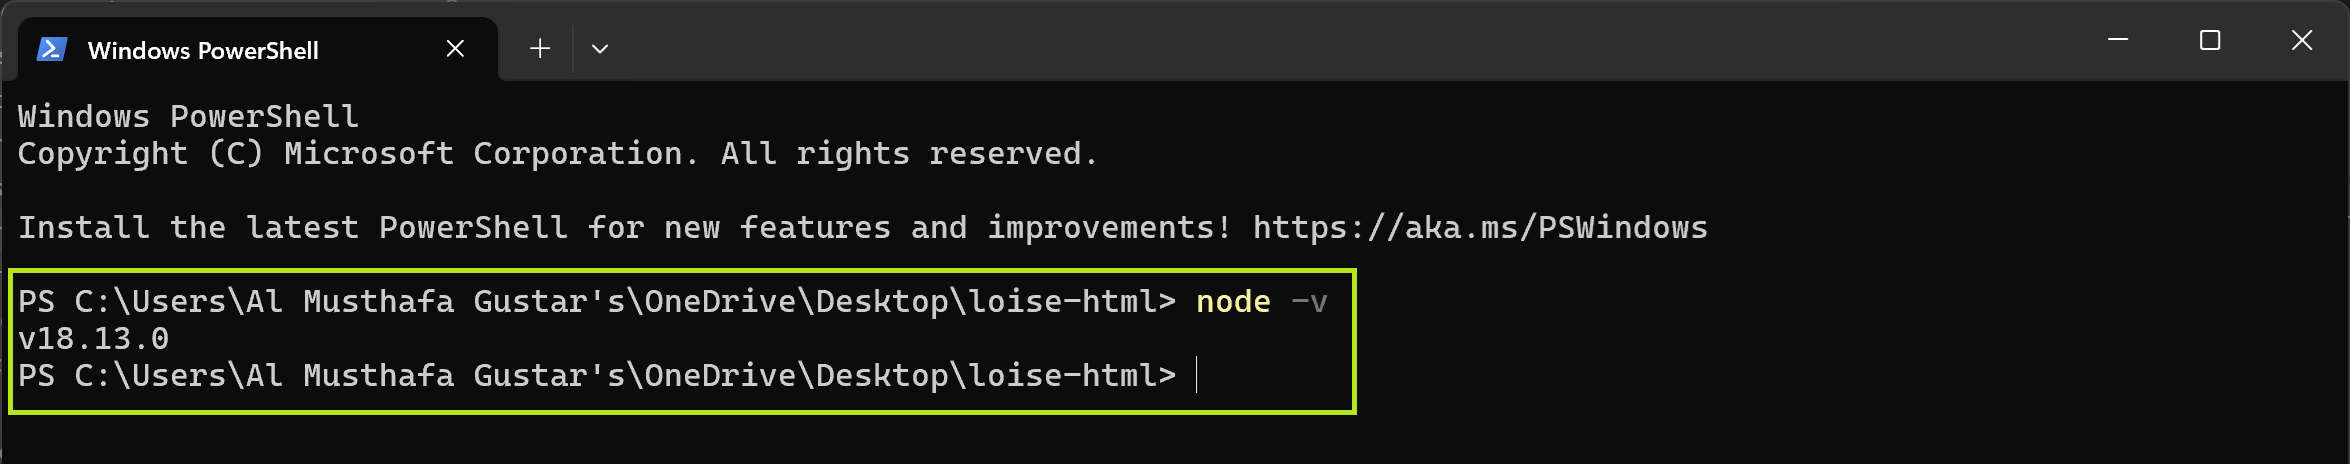 Windows PowerShell
Windows PowerShell
Copyright (C) Microsoft Corporation. All rights reserved.
Install the latest PowerShell for new features and improvements! https://aka.ms/PSWindows
PS C:\Users\Al Musthafa Gustar's\OneDrive\Desktop\loise-html> node -v
v18.13.0
PS C:\Users\Al Musthafa Gustar's\OneDrive\Desktop\loise-html>